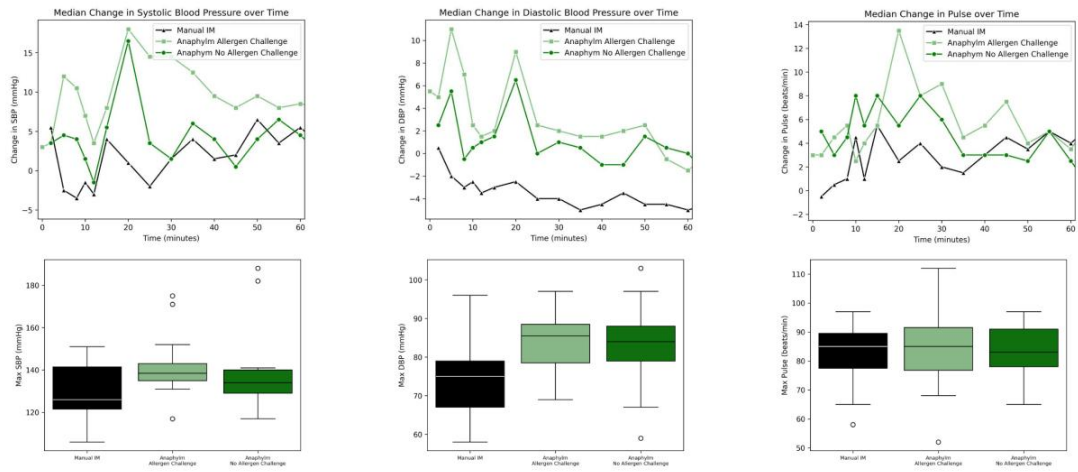 Median Change in Systolic Blood Pressure over Time
Manual IM
Anaphylm Allergen Challenge
Anaphym No Allergen Challenge
Change in SBP (mmHg)
15
10
5
0
−5
0 10 20 30 40 50 60
Time (minutes)
Median Change in Diastolic Blood Pressure over Time
Manual IM
Anaphylm Allergen Challenge
Anaphym No Allergen Challenge
Change in DBP (mmHg)
12
10
8
6
4
2
0
−2
−4
0 10 20 30 40 50 60
Time (minutes)
Median Change in Pulse over Time
Manual IM
Anaphylm Allergen Challenge
Anaphym No Allergen Challenge
Change in Pulse (beats/min)
14
12
10
8
6
4
2
0
−2
0 10 20 30 40 50 60
Time (minutes)
Max SBP (mmHg)
180
160
140
120
Manual IM
Anaphylm
Allergen Challenge
Anaphylm
No Allergen Challenge
Max DBP (mmHg)
100
90
80
70
60
Manual IM
Anaphylm
Allergen Challenge
Anaphylm
No Allergen Challenge
Max Pulse (beats/min)
110
100
90
80
70
60
50
Manual IM
Anaphylm
Allergen Challenge
Anaphylm
No Allergen Challenge